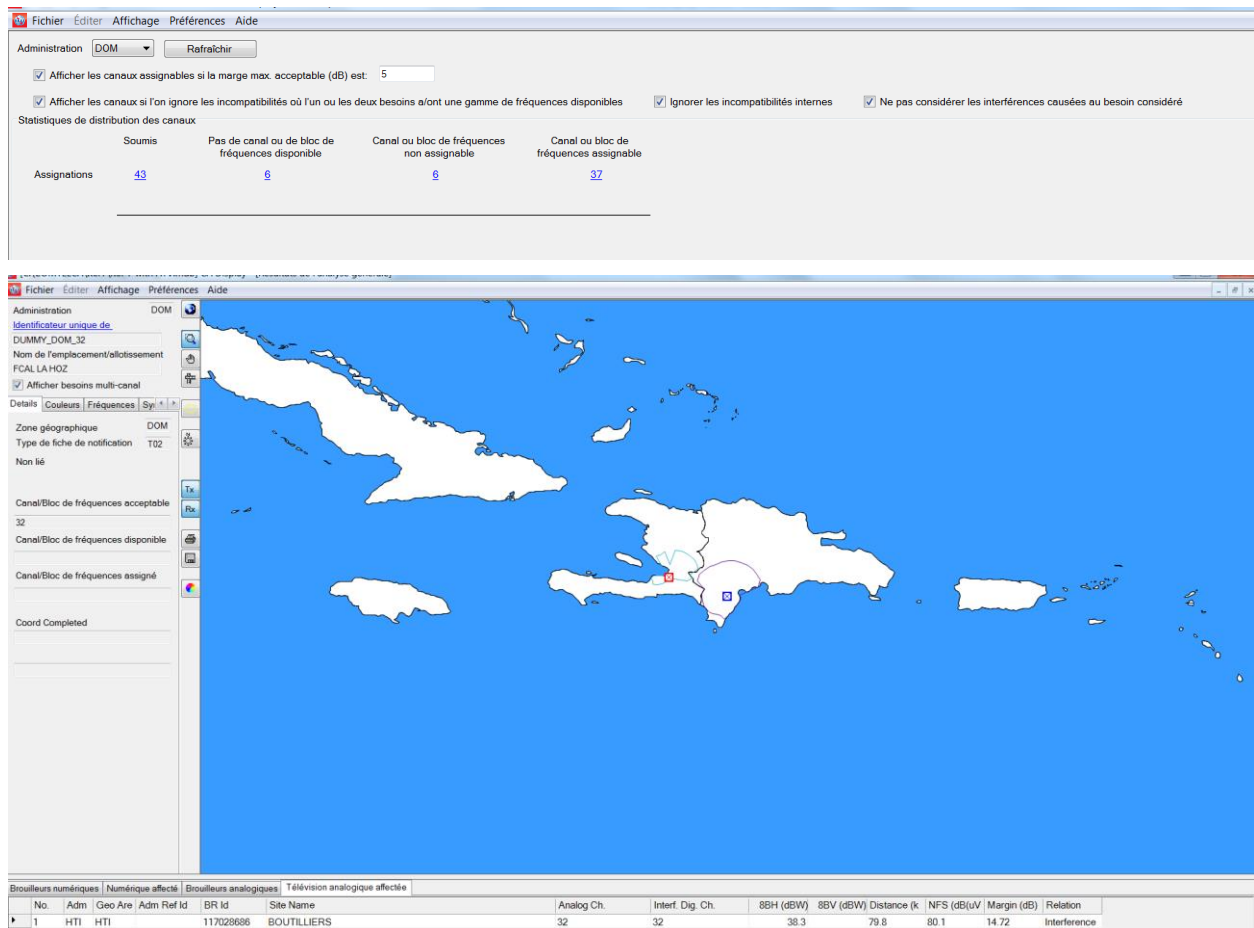 Fichier Éditer Affichage Préférences Aide
Administration DOM Rafraîchir
Afficher les canaux assignables si la marge max. acceptable (dB) est: 5
Afficher les canaux si l'on ignore les incompatibilités où l'un ou les deux besoins a/ont une gamme de fréquences disponibles Ignorer les incompatibilités internes Ne pas considérer les interférences causées au besoin considéré
Statistiques de distribution des canaux
Soumis Pas de canal ou de bloc de Canal ou bloc de fréquences Canal ou bloc de
fréquences disponible non assignable fréquences assignable
Assignations 43 6 6 37
Fichier Éditer Affichage Préférences Aide
Administration DOM
Identificateur unique de
DUMMY_DOM_32
Nom de l'emplacement/allotissement
FCAL LA HOZ
Afficher besoins multi-canal
Details Couleurs Fréquences Sy
Zone géographique DOM
Type de fiche de notification T02
Non lié
Tx
Canal/Bloc de fréquences acceptable
Rx
32
Canal/Bloc de fréquences disponible
Canal/Bloc de fréquences assigné
Coord Completed
Brouilleurs numériques Numérique affecté Brouilleurs analogiques Télévision analogique affectée
No. Adm Geo Are Adm Ref Id BR Id Site Name Analog Ch. Interf. Dig. Ch. 8BH (dBW) 8BV (dBW) Distance (k NFS (dB(uV Margin (dB) Relation
1 HTI HTI 117028686 BOUTILLIERS 32 32 38.3 79.8 80.1 14.72 Interference